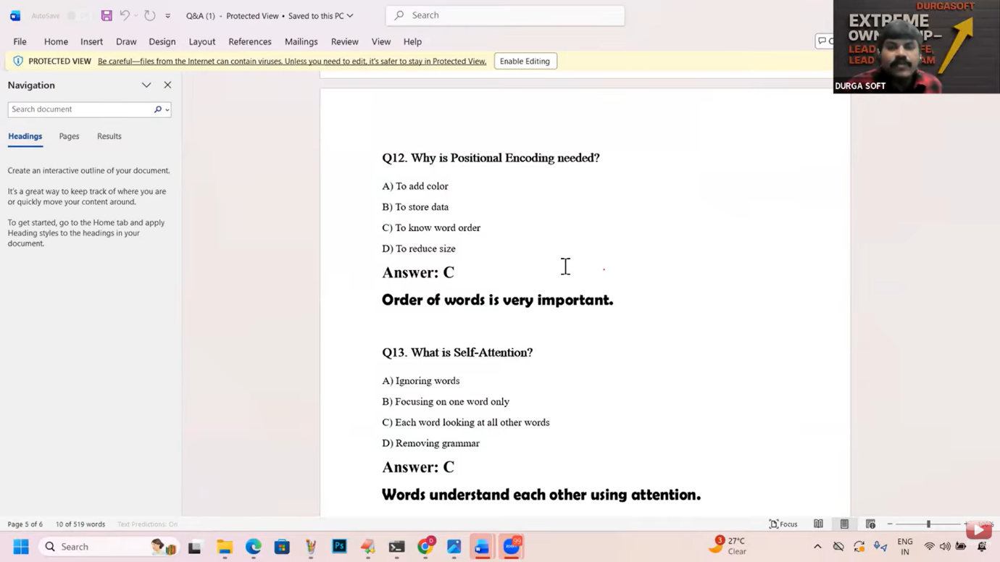 AutoSave
Q&A (1) • Protected View • Saved to this PC
Search
File Home Insert Draw Design Layout References Mailings Review View Help
PROTECTED VIEW Be careful—files from the Internet can contain viruses. Unless you need to edit, it's safer to stay in Protected View. Enable Editing
DURGASOFT
EXTREME
LEAD
LEAD
DURGA SOFT
Navigation
Search document
Headings Pages Results
Create an interactive outline of your document.
It's a great way to keep track of where you are
or quickly move your content around.
To get started, go to the Home tab and apply
Heading styles to the headings in your
document.
Q12. Why is Positional Encoding needed?
A) To add color
B) To store data
C) To know word order
D) To reduce size
Answer: C
Order of words is very important.
Q13. What is Self-Attention?
A) Ignoring words
B) Focusing on one word only
C) Each word looking at all other words
D) Removing grammar
Answer: C
Words understand each other using attention.
Page 5 of 6 10 of 519 words Text Predictions: On Focus
Search
Ps
0
99
3
27°C
Clear
ENG
IN